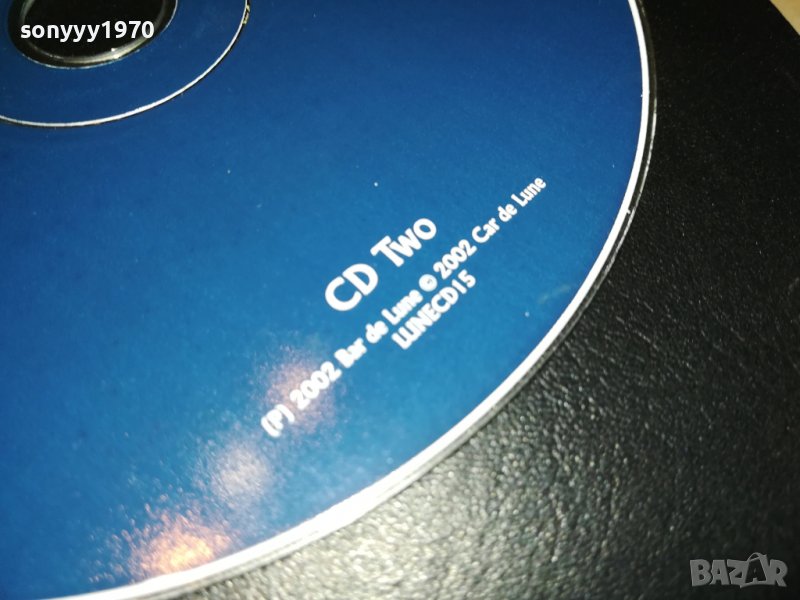 sonyyy1970
CD Two
(P) 2002 Bar de Lune © 2002 Car de Lune
LUNECD15
BAZAR